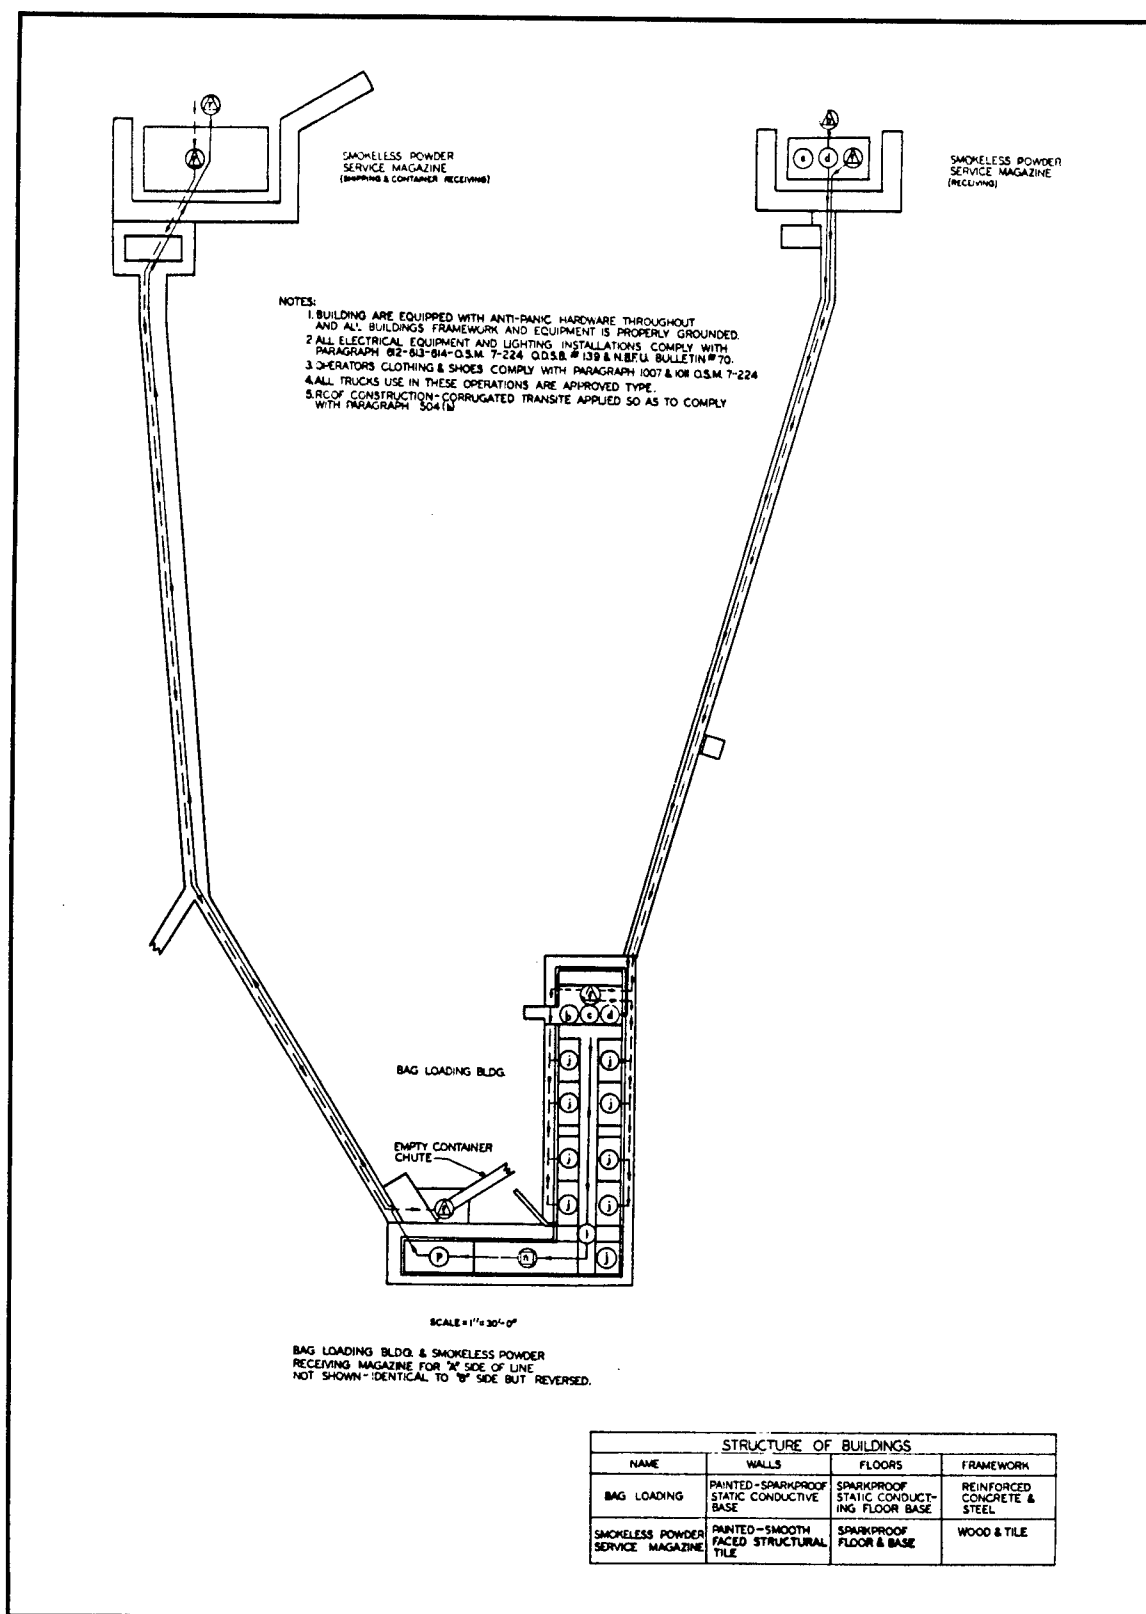 SMOKELESS POWDER
SERVICE MAGAZINE
(SHIPPING & CONTAINER RECEIVING)
SMOKELESS POWDER
SERVICE MAGAZINE
(RECEIVING)
d
NOTES:
1. BUILDING ARE EQUIPPED WITH ANTI-PANIC HARDWARE THROUGHOUT
AND ALL BUILDINGS FRAMEWORK AND EQUIPMENT IS PROPERLY GROUNDED.
2 ALL ELECTRICAL EQUIPMENT AND LIGHTING INSTALLATIONS COMPLY WITH
PARAGRAPH 612-613-614-O.S.M. 7-224 O.D.S.B. #139 & N.B.F.U. BULLETIN #70.
3. OPERATORS CLOTHING & SHOES COMPLY WITH PARAGRAPH 1007 & 1011 O.S.M. 7-224
4. ALL TRUCKS USE IN THESE OPERATIONS ARE APPROVED TYPE.
5. ROOF CONSTRUCTION-CORRUGATED TRANSITE APPLIED SO AS TO COMPLY
WITH PARAGRAPH 504
b c d
j j
BAG LOADING BLDG.
j j
EMPTY CONTAINER
CHUTE
j j
j j
P n j
SCALE = 1" = 30'-0"
BAG LOADING BLDG. & SMOKELESS POWDER
RECEIVING MAGAZINE FOR "A" SIDE OF LINE
NOT SHOWN-IDENTICAL TO "B" SIDE BUT REVERSED.
STRUCTURE OF BUILDINGS
NAME WALLS FLOORS FRAMEWORK
BAG LOADING PAINTED-SPARKPROOF STATIC CONDUCTIVE BASE SPARKPROOF STATIC CONDUCT-ING FLOOR BASE REINFORCED CONCRETE & STEEL
SMOKELESS POWDER SERVICE MAGAZINE PAINTED-SMOOTH FACED STRUCTURAL TILE SPARKPROOF FLOOR & BASE WOOD & TILE